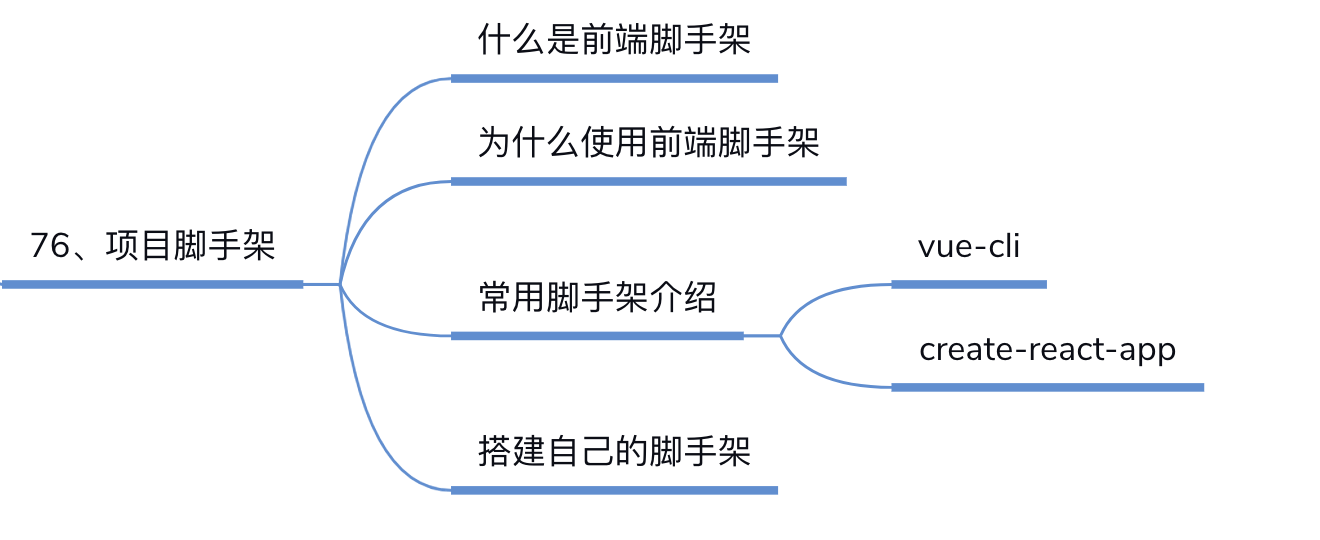 什么是前端脚手架
为什么使用前端脚手架
76、项目脚手架
常用脚手架介绍
vue-cli
create-react-app
搭建自己的脚手架